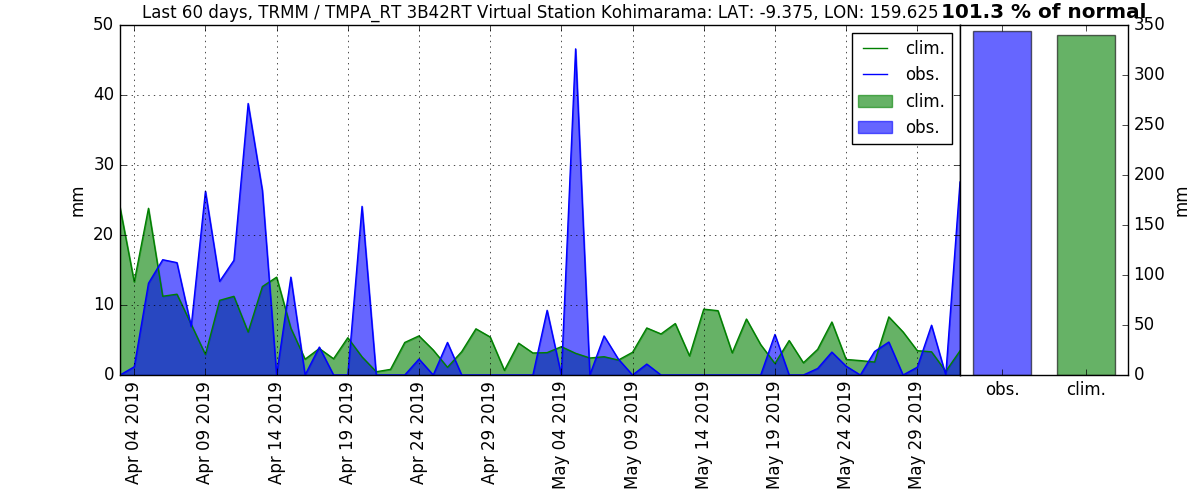 Last 60 days, TRMM / TMPA_RT 3B42RT Virtual Station Kohimarama: LAT: -9.375, LON: 159.625
101.3 % of normal
50
40
30
20
10
0
mm
clim.
obs.
clim.
obs.
350
300
250
200
150
100
50
0
mm
Apr 04 2019
Apr 09 2019
Apr 14 2019
Apr 19 2019
Apr 24 2019
Apr 29 2019
May 04 2019
May 09 2019
May 14 2019
May 19 2019
May 24 2019
May 29 2019
obs.
clim.